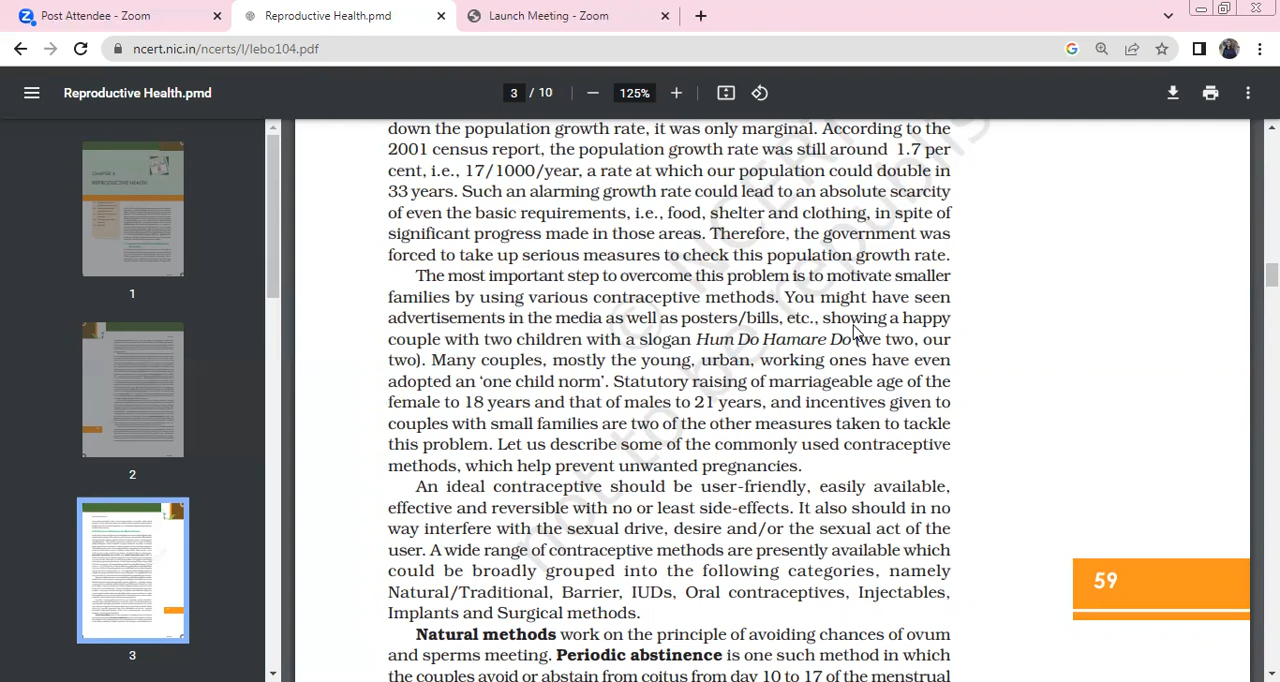 Post Attendee - Zoom
Reproductive Health.pmd
Launch Meeting - Zoom
ncert.nic.in/ncerts/l/lebo104.pdf
Reproductive Health.pmd
3 / 10
125%
down the population growth rate, it was only marginal. According to the
2001 census report, the population growth rate was still around 1.7 per
cent, i.e., 17/1000/year, a rate at which our population could double in
33 years. Such an alarming growth rate could lead to an absolute scarcity
of even the basic requirements, i.e., food, shelter and clothing, in spite of
significant progress made in those areas. Therefore, the government was
forced to take up serious measures to check this population growth rate.
The most important step to overcome this problem is to motivate smaller
families by using various contraceptive methods. You might have seen
advertisements in the media as well as posters/bills, etc., showing a happy
couple with two children with a slogan Hum Do Hamare Do (we two, our
two). Many couples, mostly the young, urban, working ones have even
adopted an ‘one child norm’. Statutory raising of marriageable age of the
female to 18 years and that of males to 21 years, and incentives given to
couples with small families are two of the other measures taken to tackle
this problem. Let us describe some of the commonly used contraceptive
methods, which help prevent unwanted pregnancies.
An ideal contraceptive should be user-friendly, easily available,
effective and reversible with no or least side-effects. It also should in no
way interfere with the sexual drive, desire and/or the sexual act of the
user. A wide range of contraceptive methods are presently available which
could be broadly grouped into the following categories, namely
Natural/Traditional, Barrier, IUDs, Oral contraceptives, Injectables,
Implants and Surgical methods.
Natural methods work on the principle of avoiding chances of ovum
and sperms meeting. Periodic abstinence is one such method in which
the couples avoid or abstain from coitus from day 10 to 17 of the menstrual
59
© NCERT
not to be republis
1
2
3